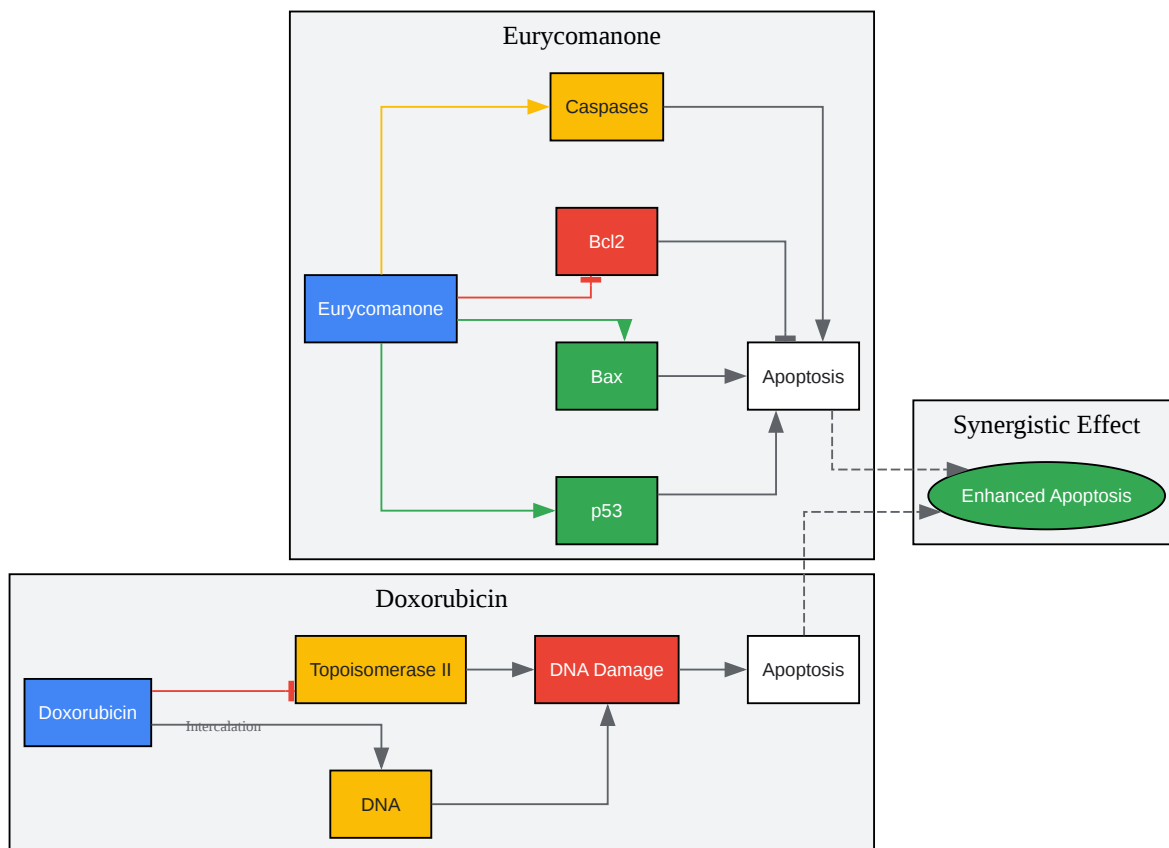 Eurycomanone
Caspases
Bcl2
Eurycomanone
Bax
Apoptosis
p53
Synergistic Effect
Enhanced Apoptosis
Doxorubicin
Topoisomerase II
DNA Damage
Apoptosis
Doxorubicin
Intercalation
DNA